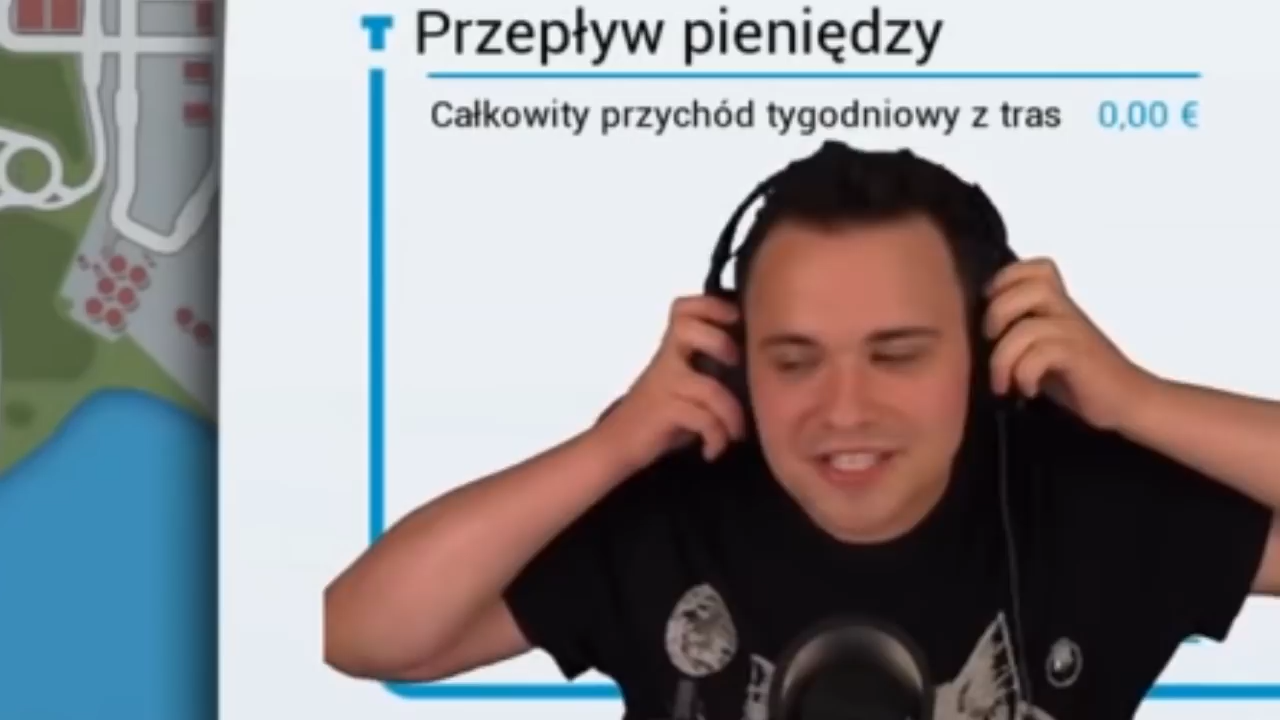 Przepływ pieniędzy
Całkowity przychód tygodniowy z tras 0,00 €